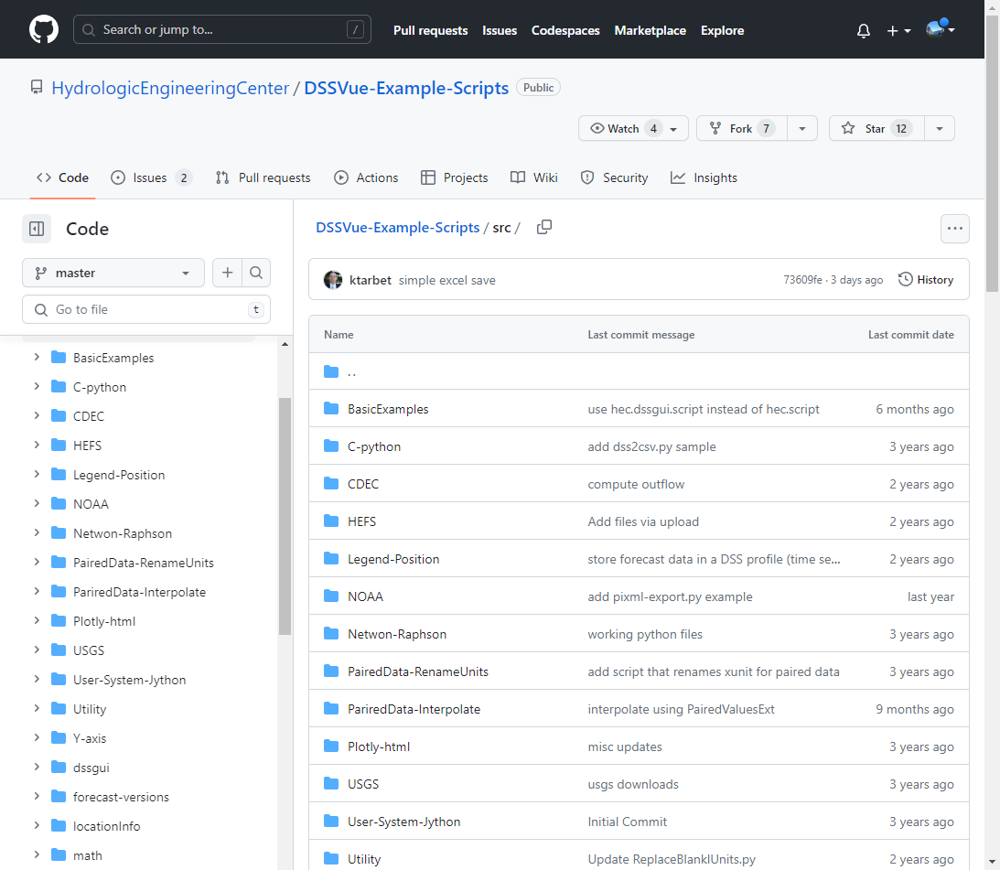 Search or jump to... / Pull requests Issues Codespaces Marketplace Explore
HydrologicEngineeringCenter / DSSVue-Example-Scripts Public
Watch 4 Fork 7 Star 12
Code Issues 2 Pull requests Actions Projects Wiki Security Insights
Code
master
Go to file t
BasicExamples
C-python
CDEC
HEFS
Legend-Position
NOAA
Netwon-Raphson
PairedData-RenameUnits
PariredData-Interpolate
Plotly-html
USGS
User-System-Jython
Utility
Y-axis
dssgui
forecast-versions
locationInfo
math
DSSVue-Example-Scripts / src /
ktarbet simple excel save 73609fe · 3 days ago History
Name Last commit message Last commit date
..
BasicExamples use hec.dssgui.script instead of hec.script 6 months ago
C-python add dss2csv.py sample 3 years ago
CDEC compute outflow 2 years ago
HEFS Add files via upload 2 years ago
Legend-Position store forecast data in a DSS profile (time se... 2 years ago
NOAA add pixml-export.py example last year
Netwon-Raphson working python files 3 years ago
PairedData-RenameUnits add script that renames xunit for paired data 3 years ago
PariredData-Interpolate interpolate using PairedValuesExt 9 months ago
Plotly-html misc updates 3 years ago
USGS usgs downloads 3 years ago
User-System-Jython Initial Commit 3 years ago
Utility Update ReplaceBlanklUnits.py 2 years ago